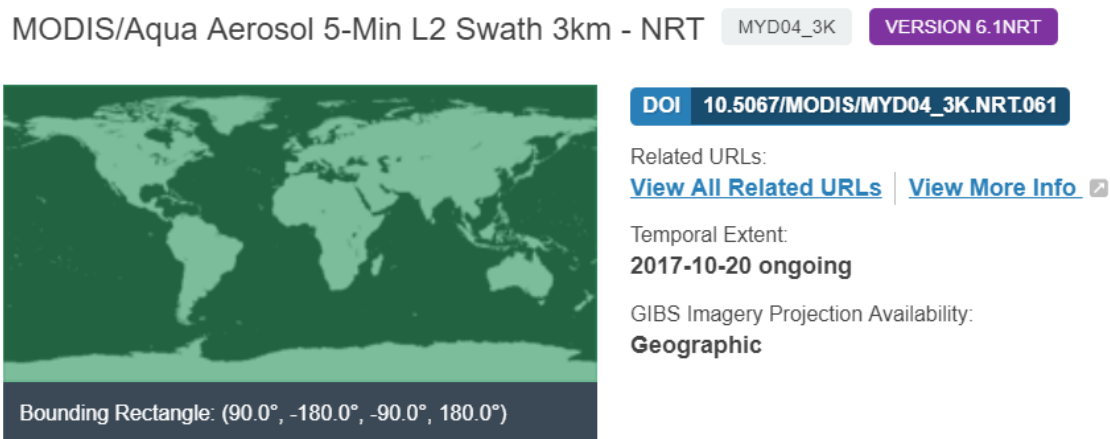 MODIS/Aqua Aerosol 5-Min L2 Swath 3km - NRT MYD04_3K VERSION 6.1NRT
DOI 10.5067/MODIS/MYD04_3K.NRT.061
Related URLs:
View All Related URLs View More Info
Temporal Extent:
2017-10-20 ongoing
GIBS Imagery Projection Availability:
Geographic
Bounding Rectangle: (90.0°, -180.0°, -90.0°, 180.0°)